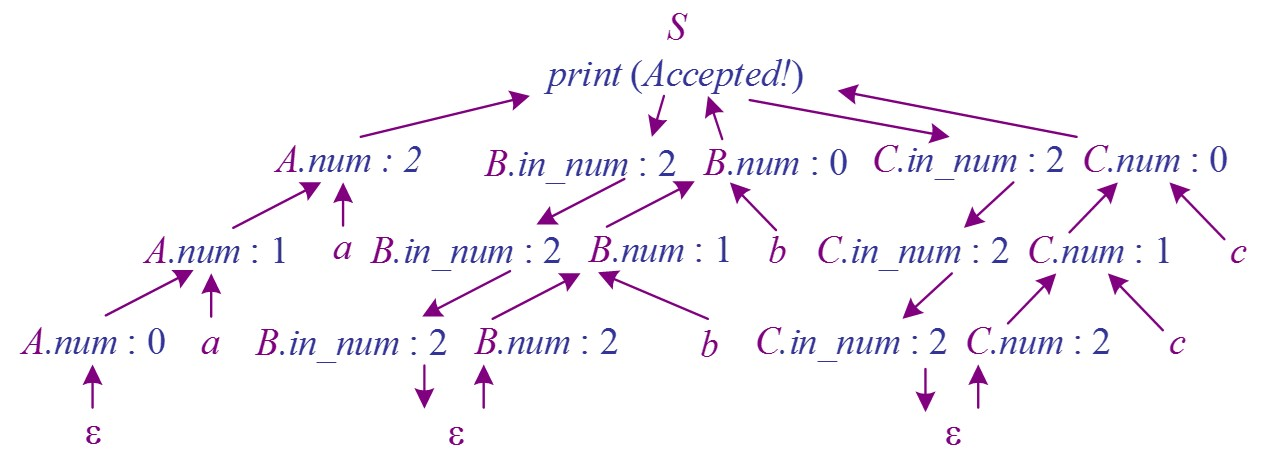 S
print (Accepted!)
A.num : 2 B.in_num : 2 B.num : 0 C.in_num : 2 C.num : 0
A.num : 1 a B.in_num : 2 B.num : 1 b C.in_num : 2 C.num : 1 c
A.num : 0 a B.in_num : 2 B.num : 2 b C.in_num : 2 C.num : 2 c
ε ε ε